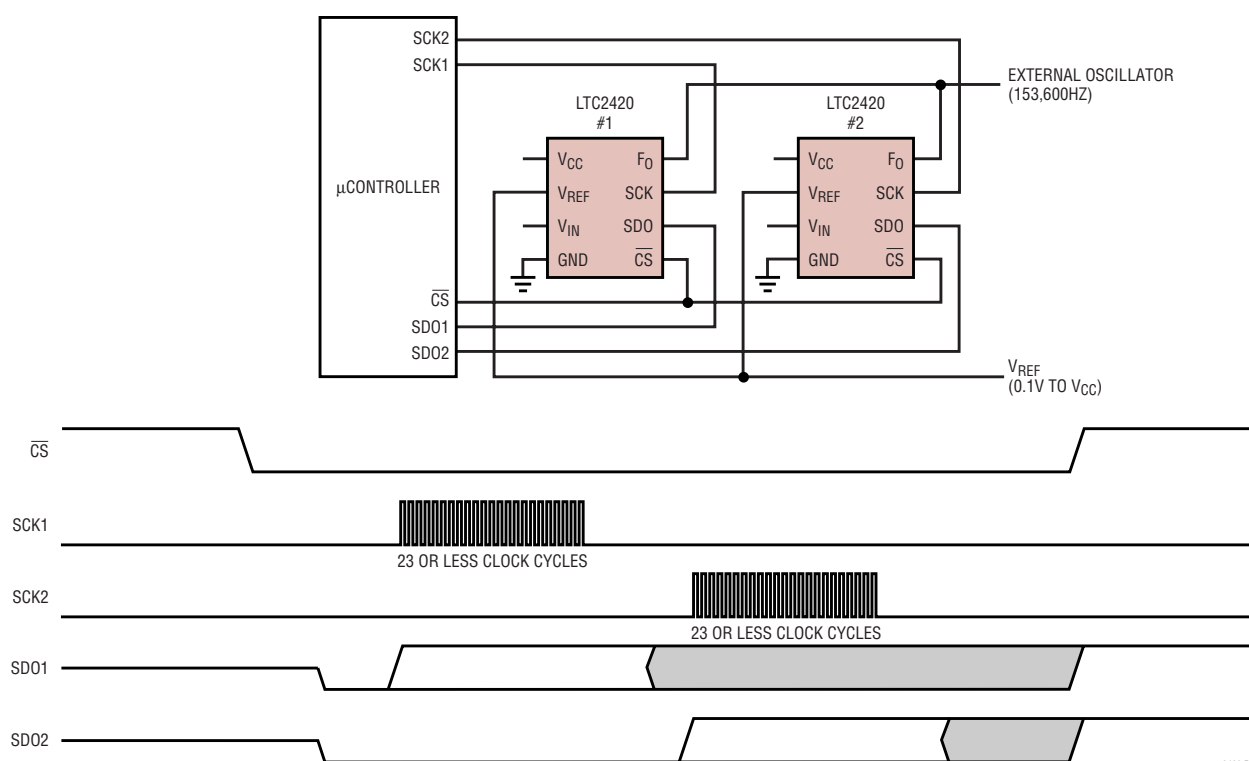 SCK2
SCK1
EXTERNAL OSCILLATOR
(153,600HZ)
LTC2420
#1
LTC2420
#2
µCONTROLLER
VCC
FO
VREF
SCK
VIN
SDO
GND
CS
VCC
FO
VREF
SCK
VIN
SDO
GND
CS
CS
SDO1
SDO2
VREF
(0.1V TO VCC)
CS
SCK1
23 OR LESS CLOCK CYCLES
SCK2
23 OR LESS CLOCK CYCLES
SDO1
SDO2